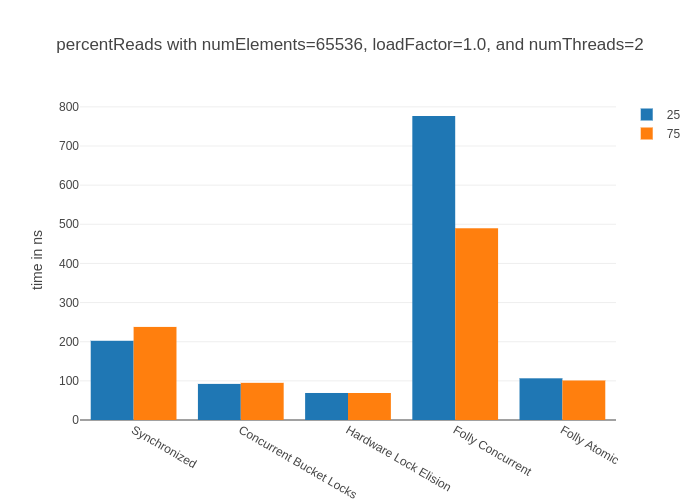 percentReads with numElements=65536, loadFactor=1.0, and numThreads=2
25
75
time in ns
800
700
600
500
400
300
200
100
0
Synchronized
Concurrent Bucket Locks
Hardware Lock Elision
Folly Concurrent
Folly Atomic